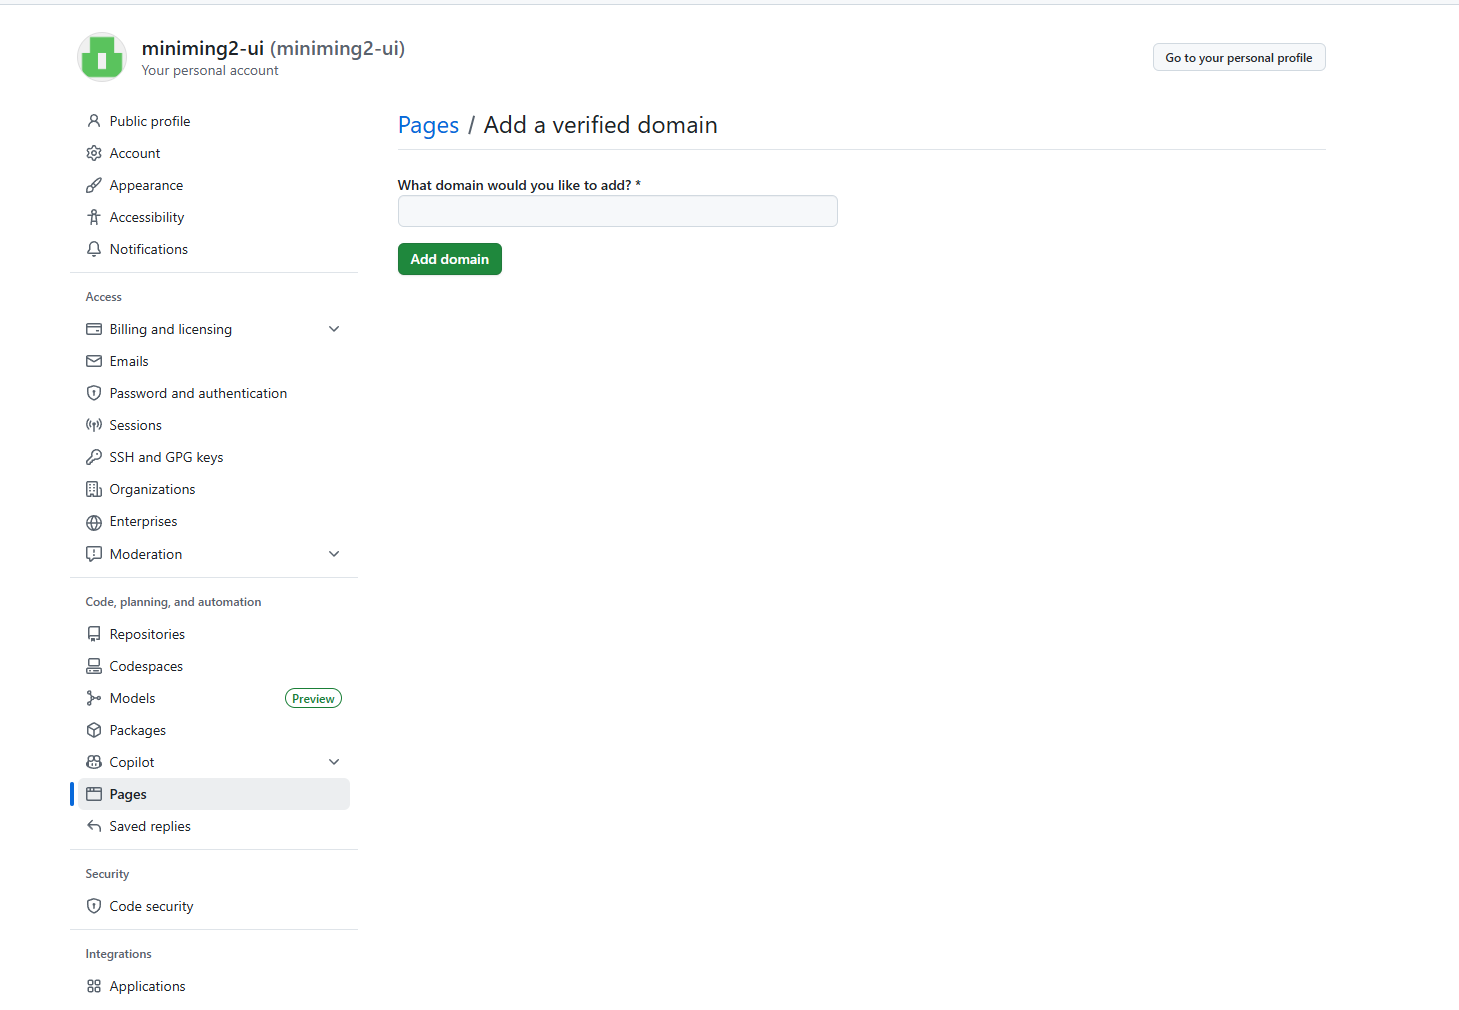 miniming2-ui (miniming2-ui)
Your personal account
Go to your personal profile
Public profile
Account
Appearance
Accessibility
Notifications
Access
Billing and licensing
Emails
Password and authentication
Sessions
SSH and GPG keys
Organizations
Enterprises
Moderation
Code, planning, and automation
Repositories
Codespaces
Models Preview
Packages
Copilot
Pages
Saved replies
Security
Code security
Integrations
Applications
Pages / Add a verified domain
What domain would you like to add? *
Add domain